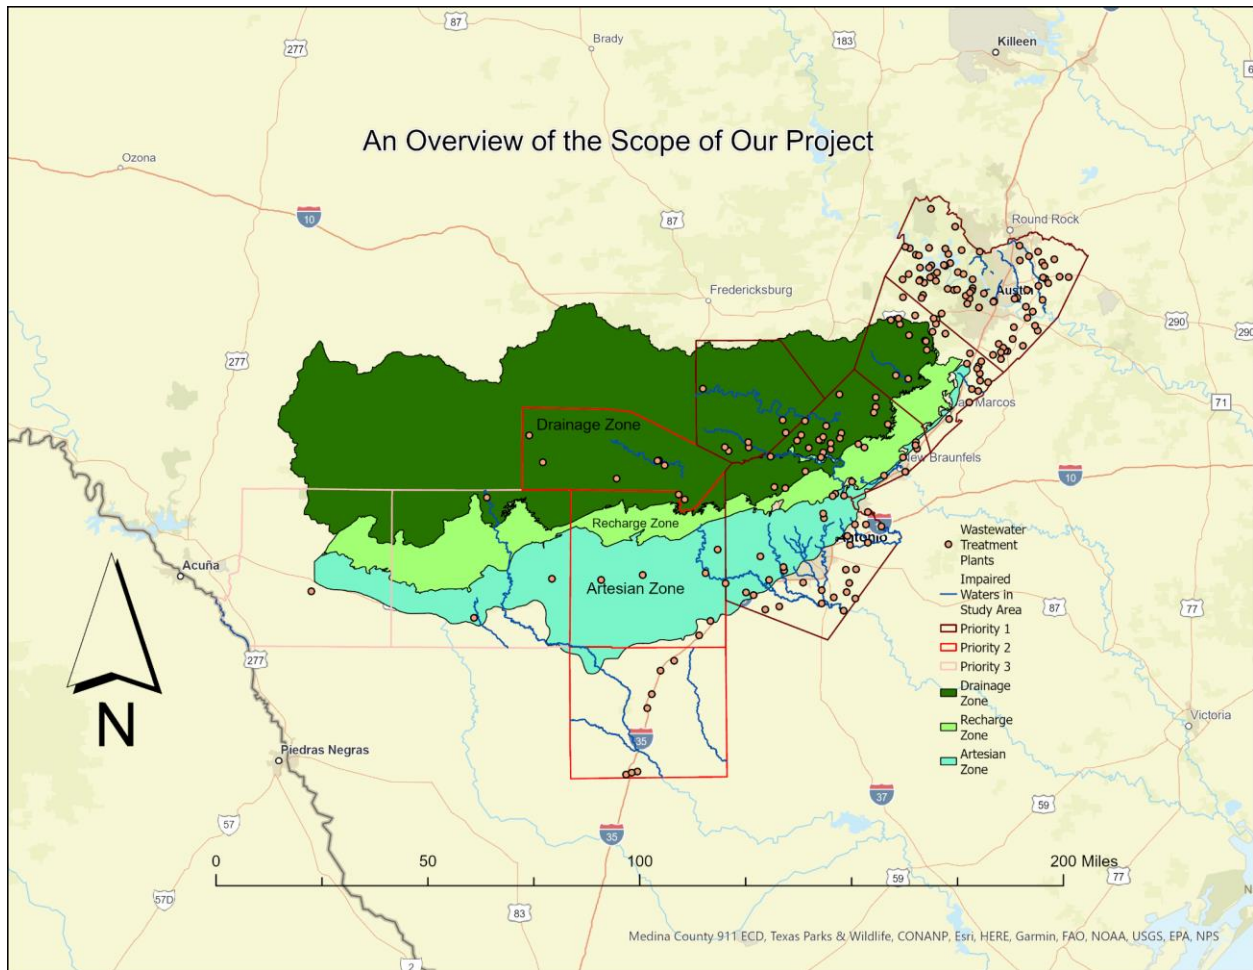 87
277
Brady
183
Killeen
6
An Overview of the Scope of Our Project
Ozona
10
87
Round Rock
Fredericksburg
Austin
290
290
277
71
Drainage Zone
Marcos
Braunfels
10
Recharge Zone
Antonio
Acuña
Artesian Zone
Wastewater
Treatment
Plants
Impaired
Waters in
Study Area
Priority 1
Priority 2
Priority 3
Drainage
Zone
Recharge
Zone
Artesian
Zone
87
77
277
N
Victoria
35
Piedras Negras
37
59
57
35
0 50 100 200 Miles
57D
83
59
77
2
Medina County 911 ECD, Texas Parks & Wildlife, CONANP, Esri, HERE, Garmin, FAO, NOAA, USGS, EPA, NPS